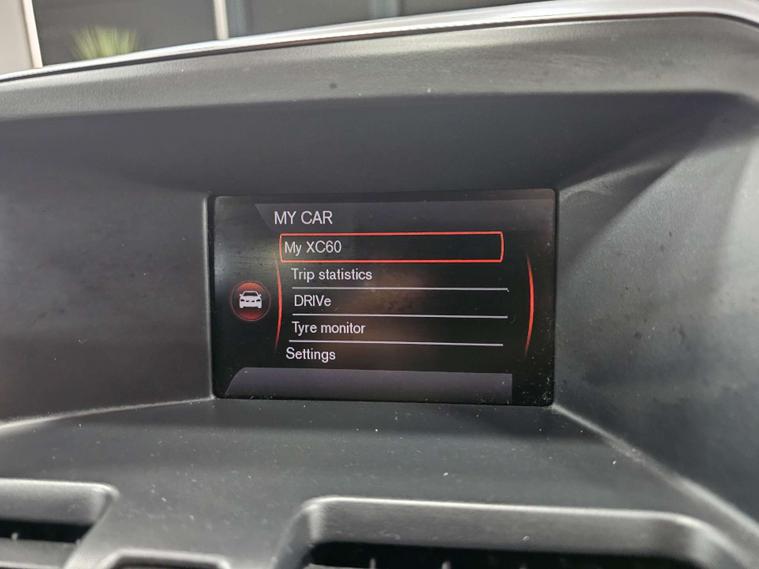 MY CAR
My XC60
Trip statistics
DRIVe
Tyre monitor
Settings